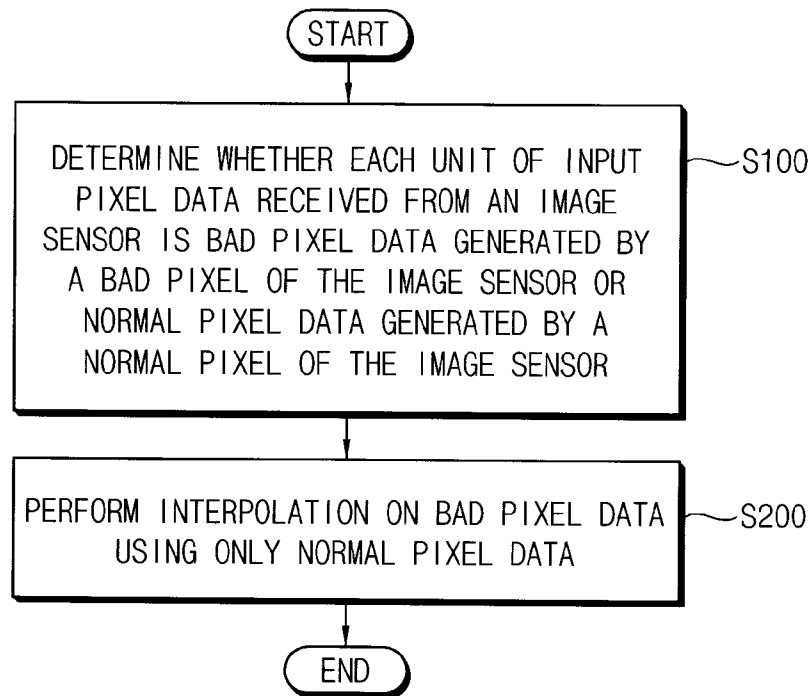 START
DETERMINE WHETHER EACH UNIT OF INPUT
PIXEL DATA RECEIVED FROM AN IMAGE
SENSOR IS BAD PIXEL DATA GENERATED BY
A BAD PIXEL OF THE IMAGE SENSOR OR
NORMAL PIXEL DATA GENERATED BY A
NORMAL PIXEL OF THE IMAGE SENSOR
S100
PERFORM INTERPOLATION ON BAD PIXEL DATA
USING ONLY NORMAL PIXEL DATA
S200
END